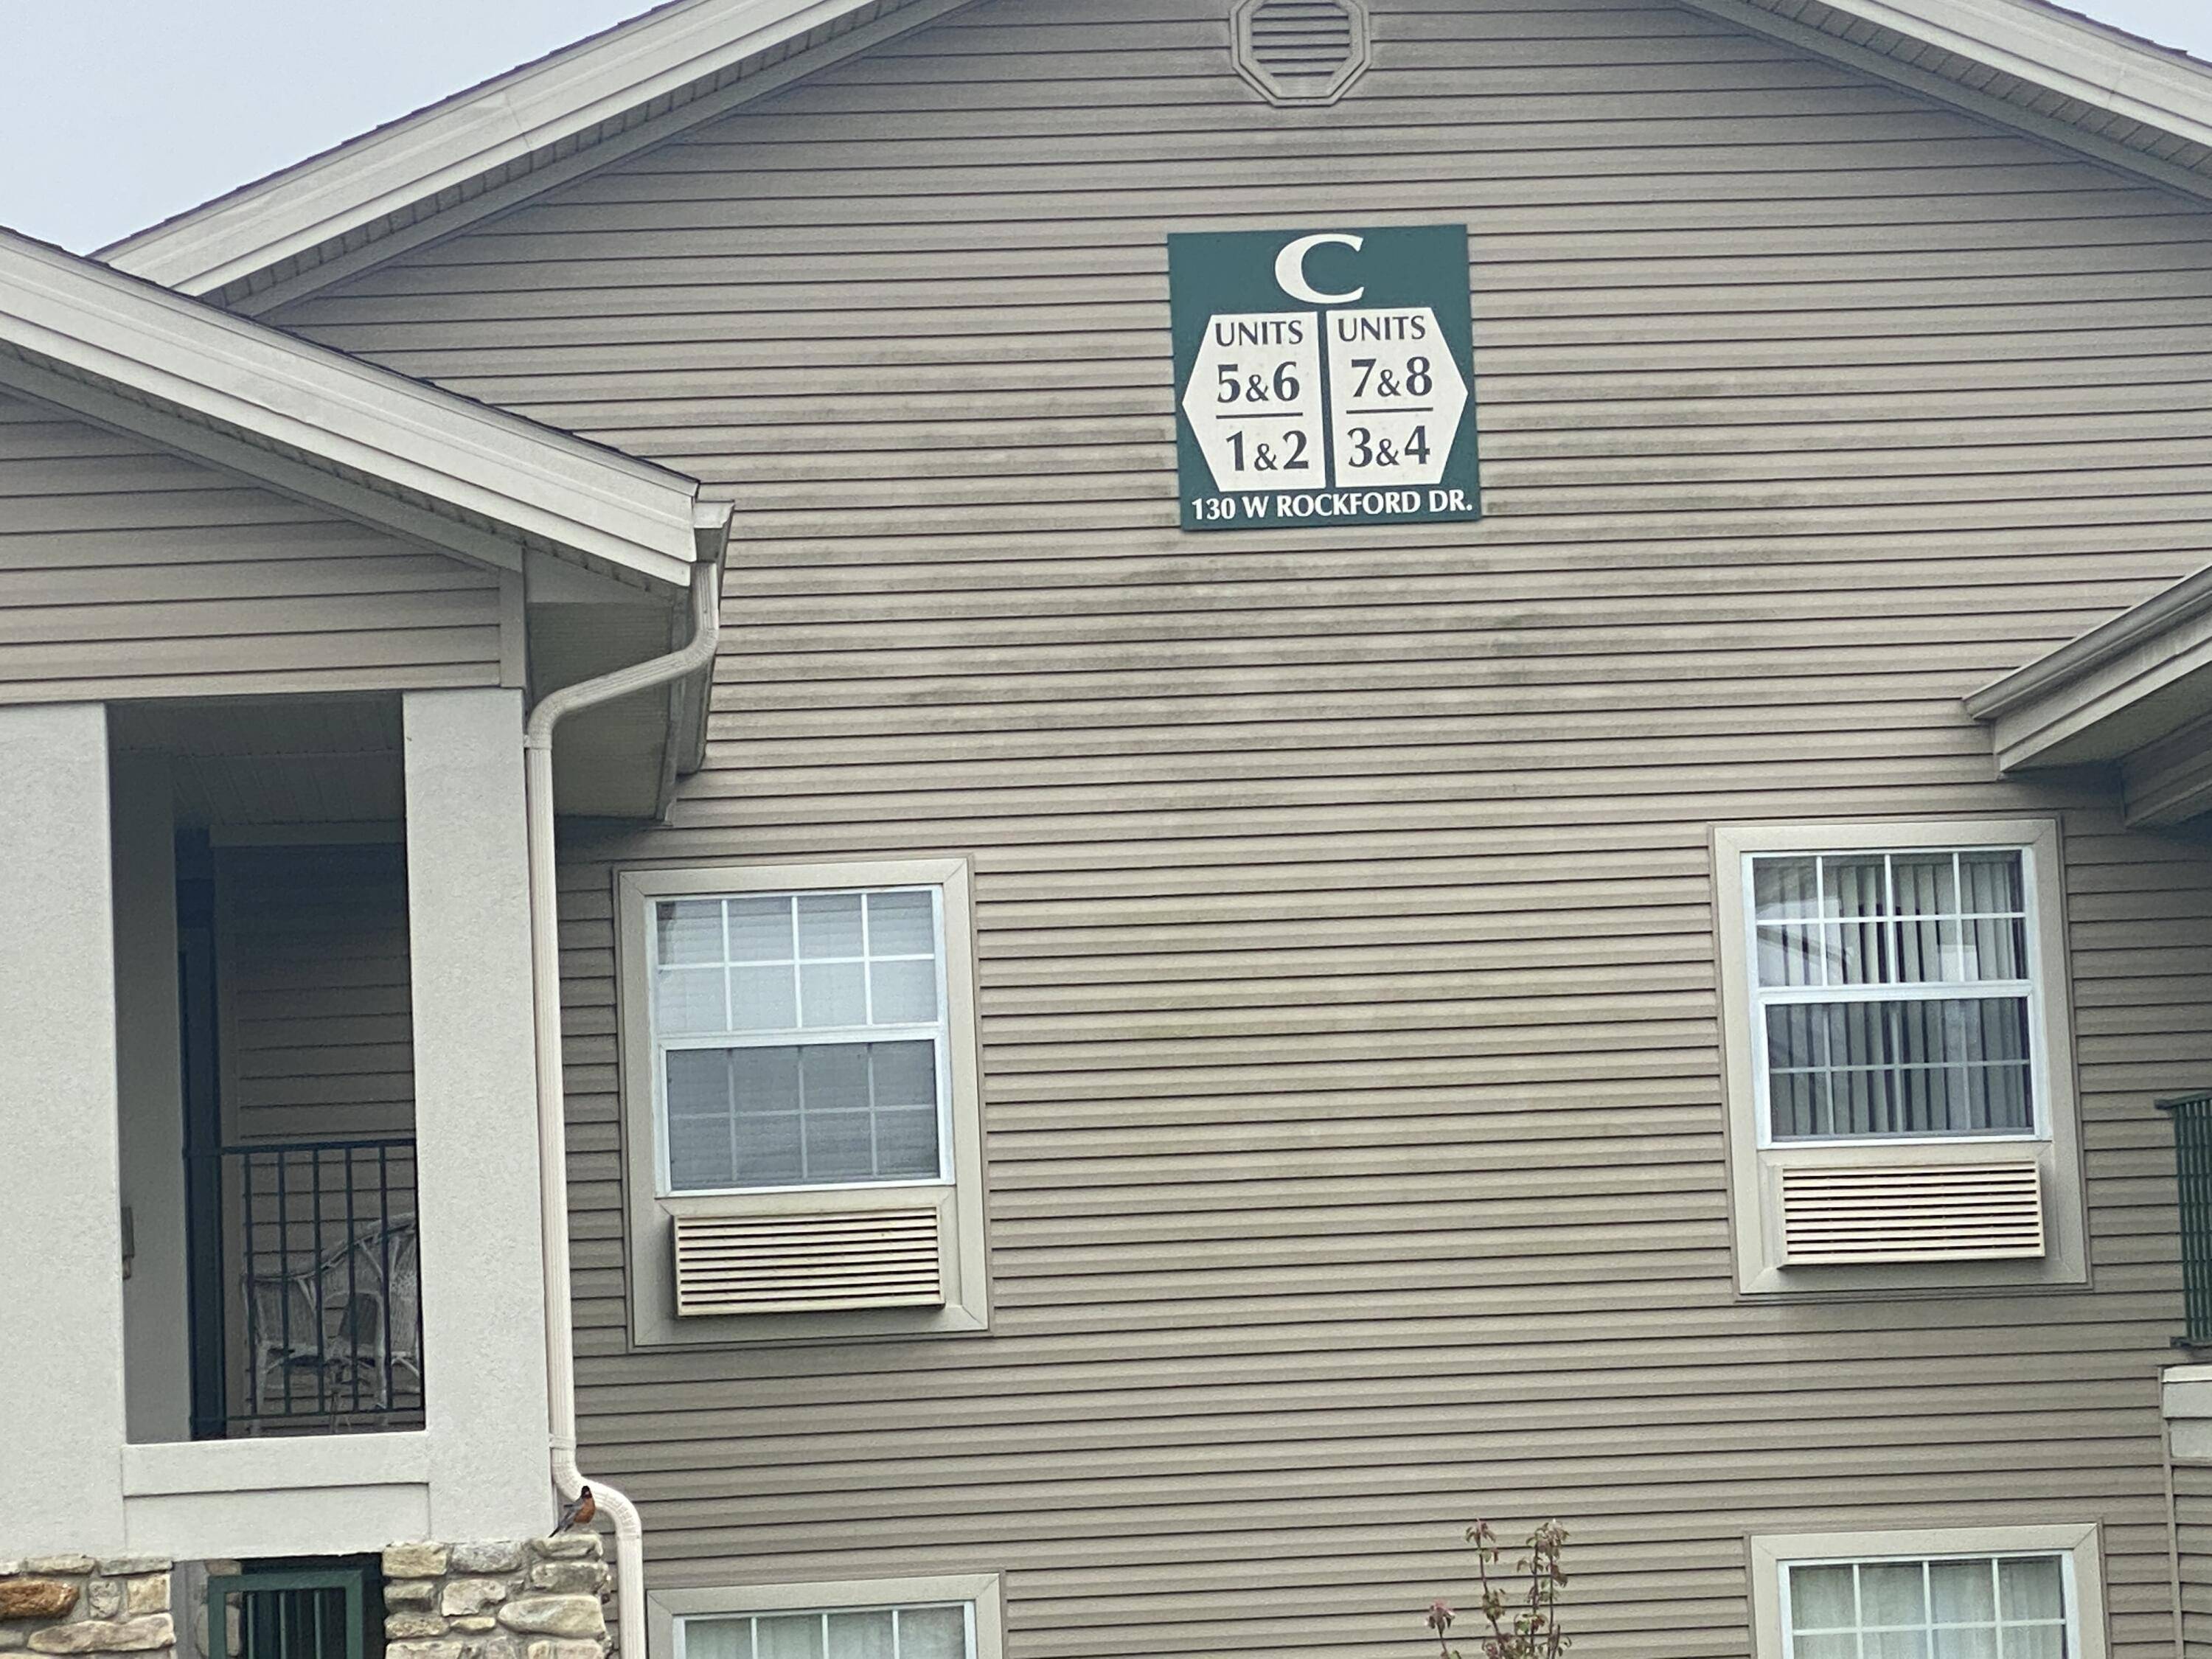 C
UNITS UNITS
5&6 7&8
1&2 3&4
130 W ROCKFORD DR.